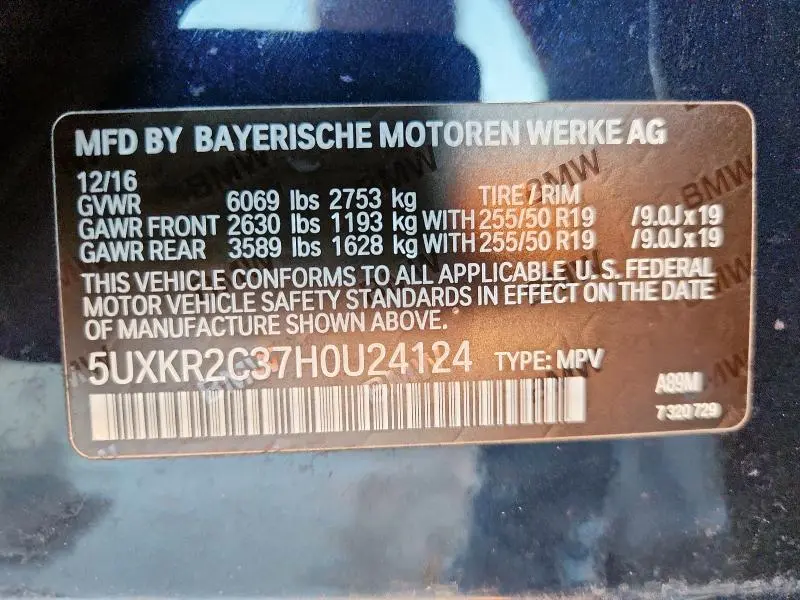 MFD BY BAYERISCHE MOTOREN WERKE AG
12/16
GVWR 6069 lbs 2753 kg TIRE / RIM
GAWR FRONT 2630 lbs 1193 kg WITH 255/50 R19 /9.0J x 19
GAWR REAR 3589 lbs 1628 kg WITH 255/50 R19 /9.0J x 19
THIS VEHICLE CONFORMS TO ALL APPLICABLE U. S. FEDERAL
MOTOR VEHICLE SAFETY STANDARDS IN EFFECT ON THE DATE
OF MANUFACTURE SHOWN ABOVE.
5UXKR2C37H0U24124 TYPE: MPV
A89M
7 320 729